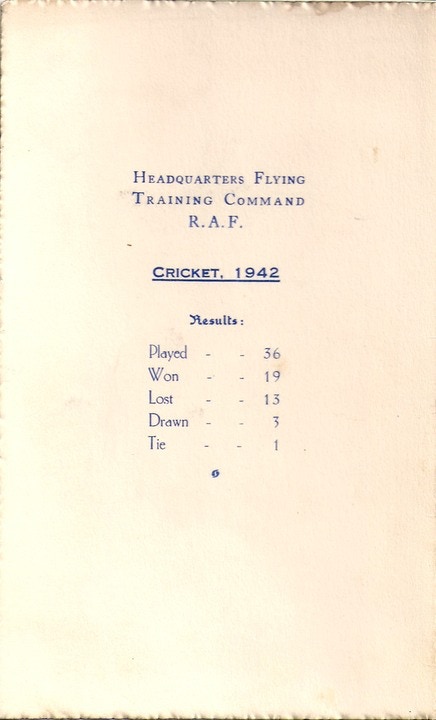 Headquarters Flying
Training Command
R.A.F.
Cricket, 1942
Results:
Played - - 36
Won - - 19
Lost - - 13
Drawn - - 3
Tie - - 1